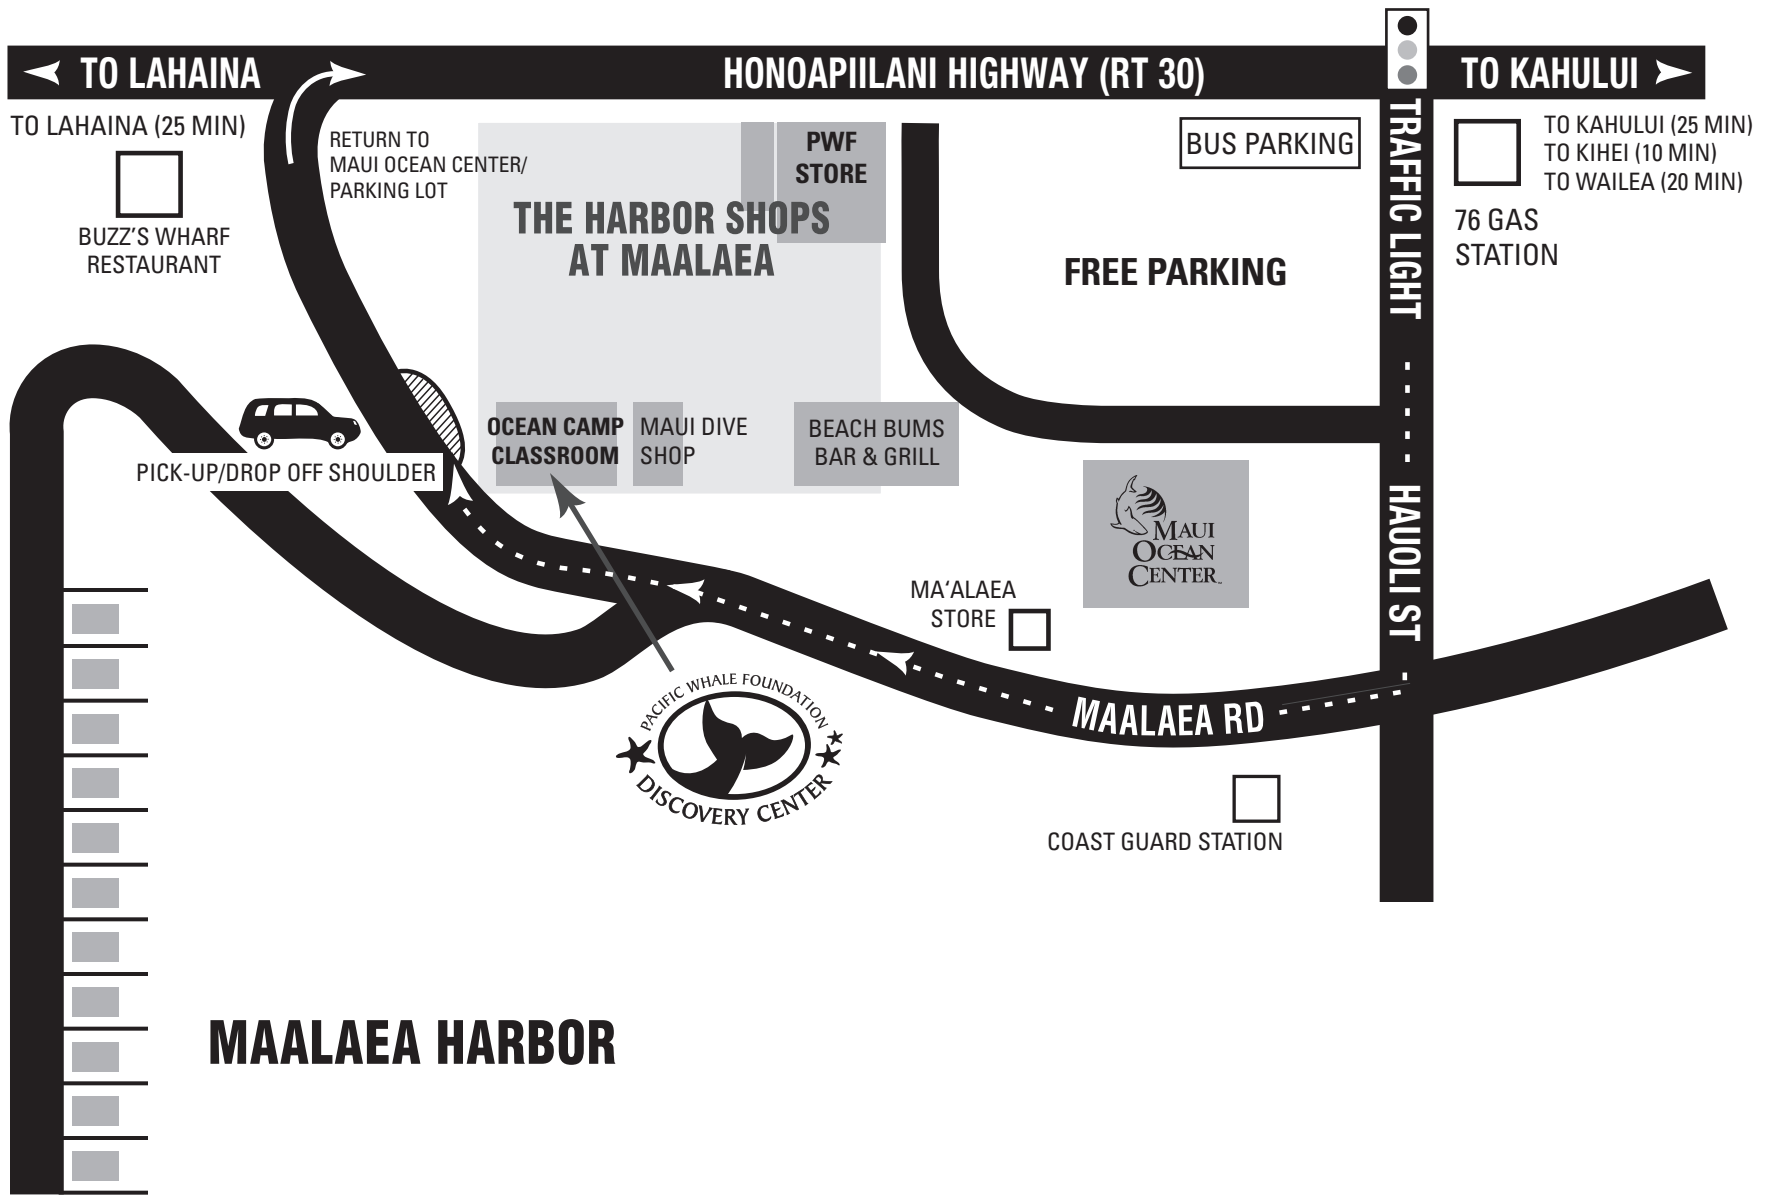 TO LAHAINA
HONOAPIILANI HIGHWAY (RT 30)
TO KAHULUI
TO LAHAINA (25 MIN)
BUZZ'S WHARF
RESTAURANT
RETURN TO
MAUI OCEAN CENTER/
PARKING LOT
PWF
STORE
THE HARBOR SHOPS
AT MAALAEA
BUS PARKING
FREE PARKING
TRAFFIC LIGHT
TO KAHULUI (25 MIN)
TO KIHEI (10 MIN)
TO WAILEA (20 MIN)
76 GAS
STATION
PICK-UP/DROP OFF SHOULDER
OCEAN CAMP
CLASSROOM
MAUI DIVE
SHOP
BEACH BUMS
BAR & GRILL
MAUI
OCEAN
CENTER™
HAUOLI ST
MA‘ALAEA
STORE
MAALAEA RD
PACIFIC WHALE FOUNDATION
DISCOVERY CENTER
COAST GUARD STATION
MAALAEA HARBOR